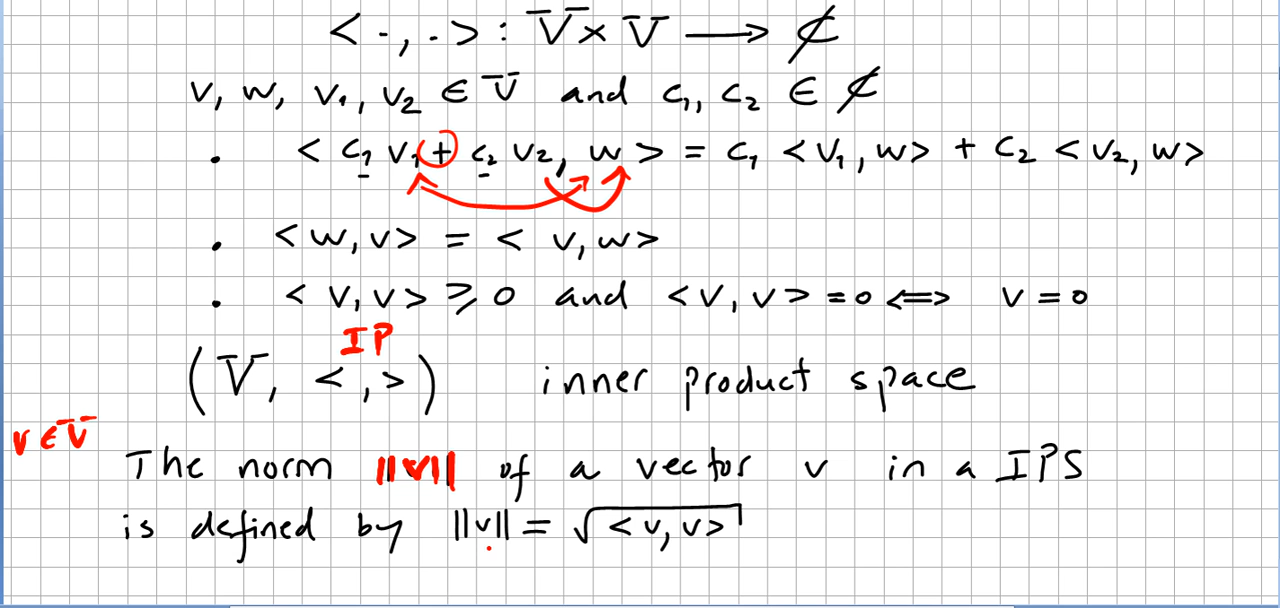 < ·, · > : V × V → ℂ
v, w, v₁, v₂ ∈ V and c₁, c₂ ∈ ℂ
• < c₁ v₁ + c₂ v₂, w > = c₁ < v₁, w > + c₂ < v₂, w >
• < w, v > = < v, w >
• < v, v > ⩾ 0 and < v, v > = 0 ⟺ v = 0
IP
(V, < , >) inner product space
v ∈ V
The norm ||v|| of a vector v in a IPS
is defined by ||v|| = √< v, v >